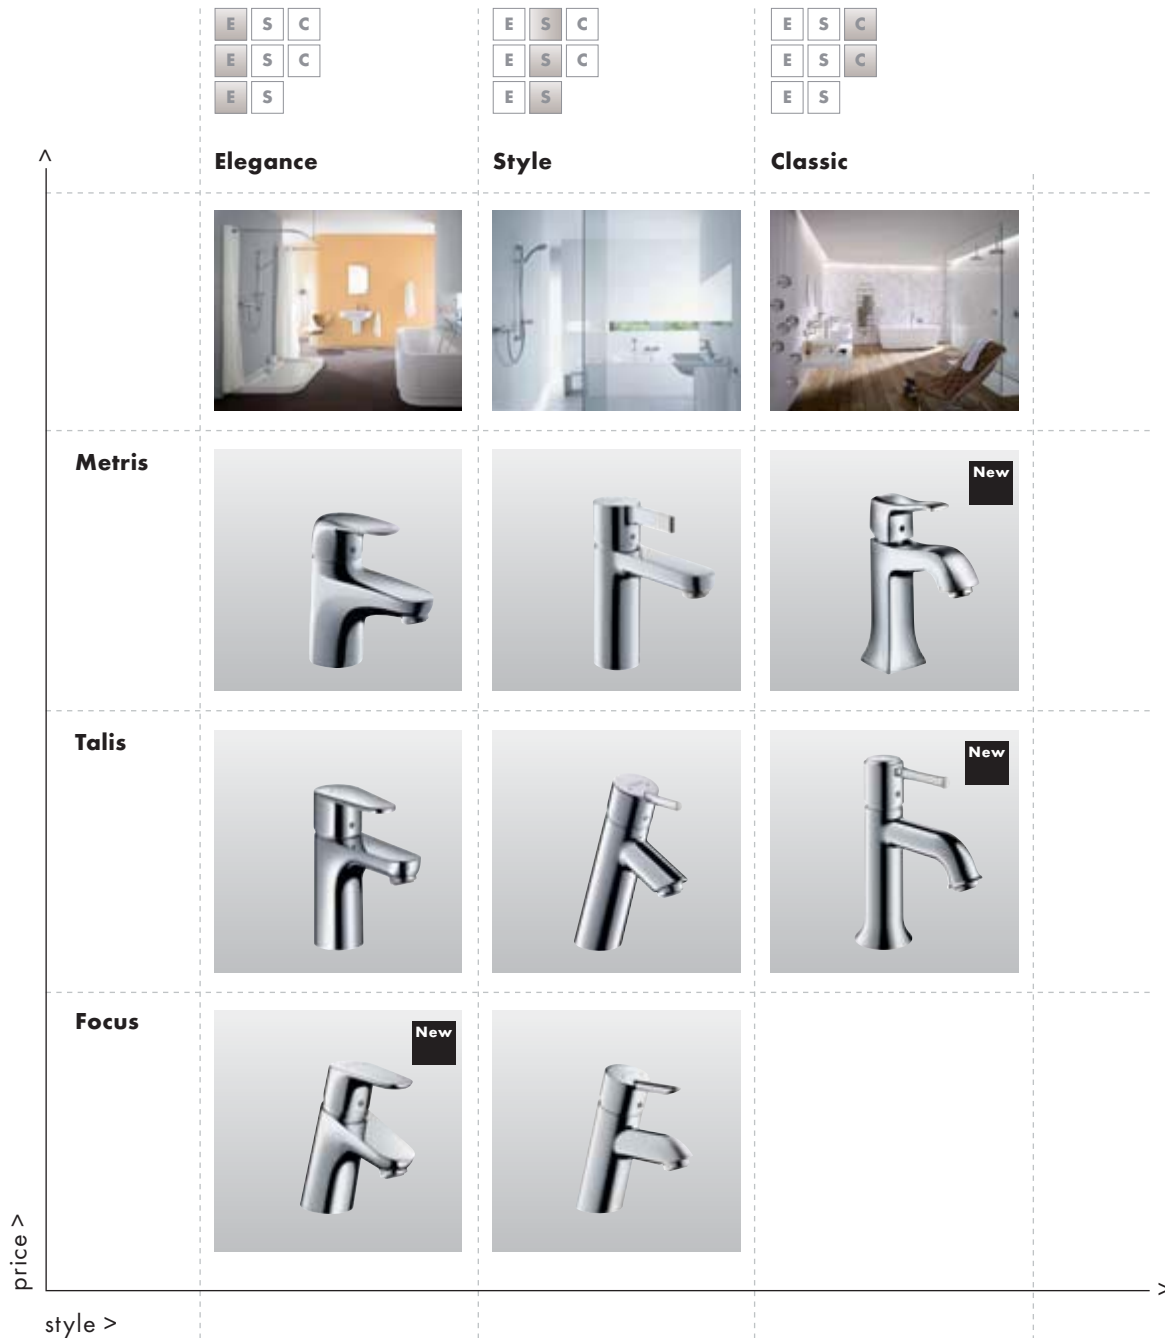 E S C
E S C
E S
E S C
E S C
E S
E S C
E S C
E S
Elegance
Style
Classic
Metris
New
Talis
New
Focus
New
price >
style >